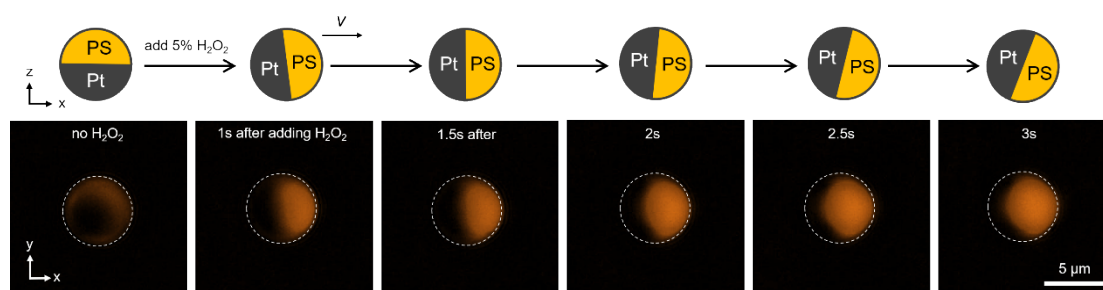 PS
Pt
z
x
add 5% H₂O₂
V
Pt
PS
Pt
PS
Pt
PS
Pt
PS
Pt
PS
no H₂O₂
y
x
1s after adding H₂O₂
1.5s after
2s
2.5s
3s
5 µm